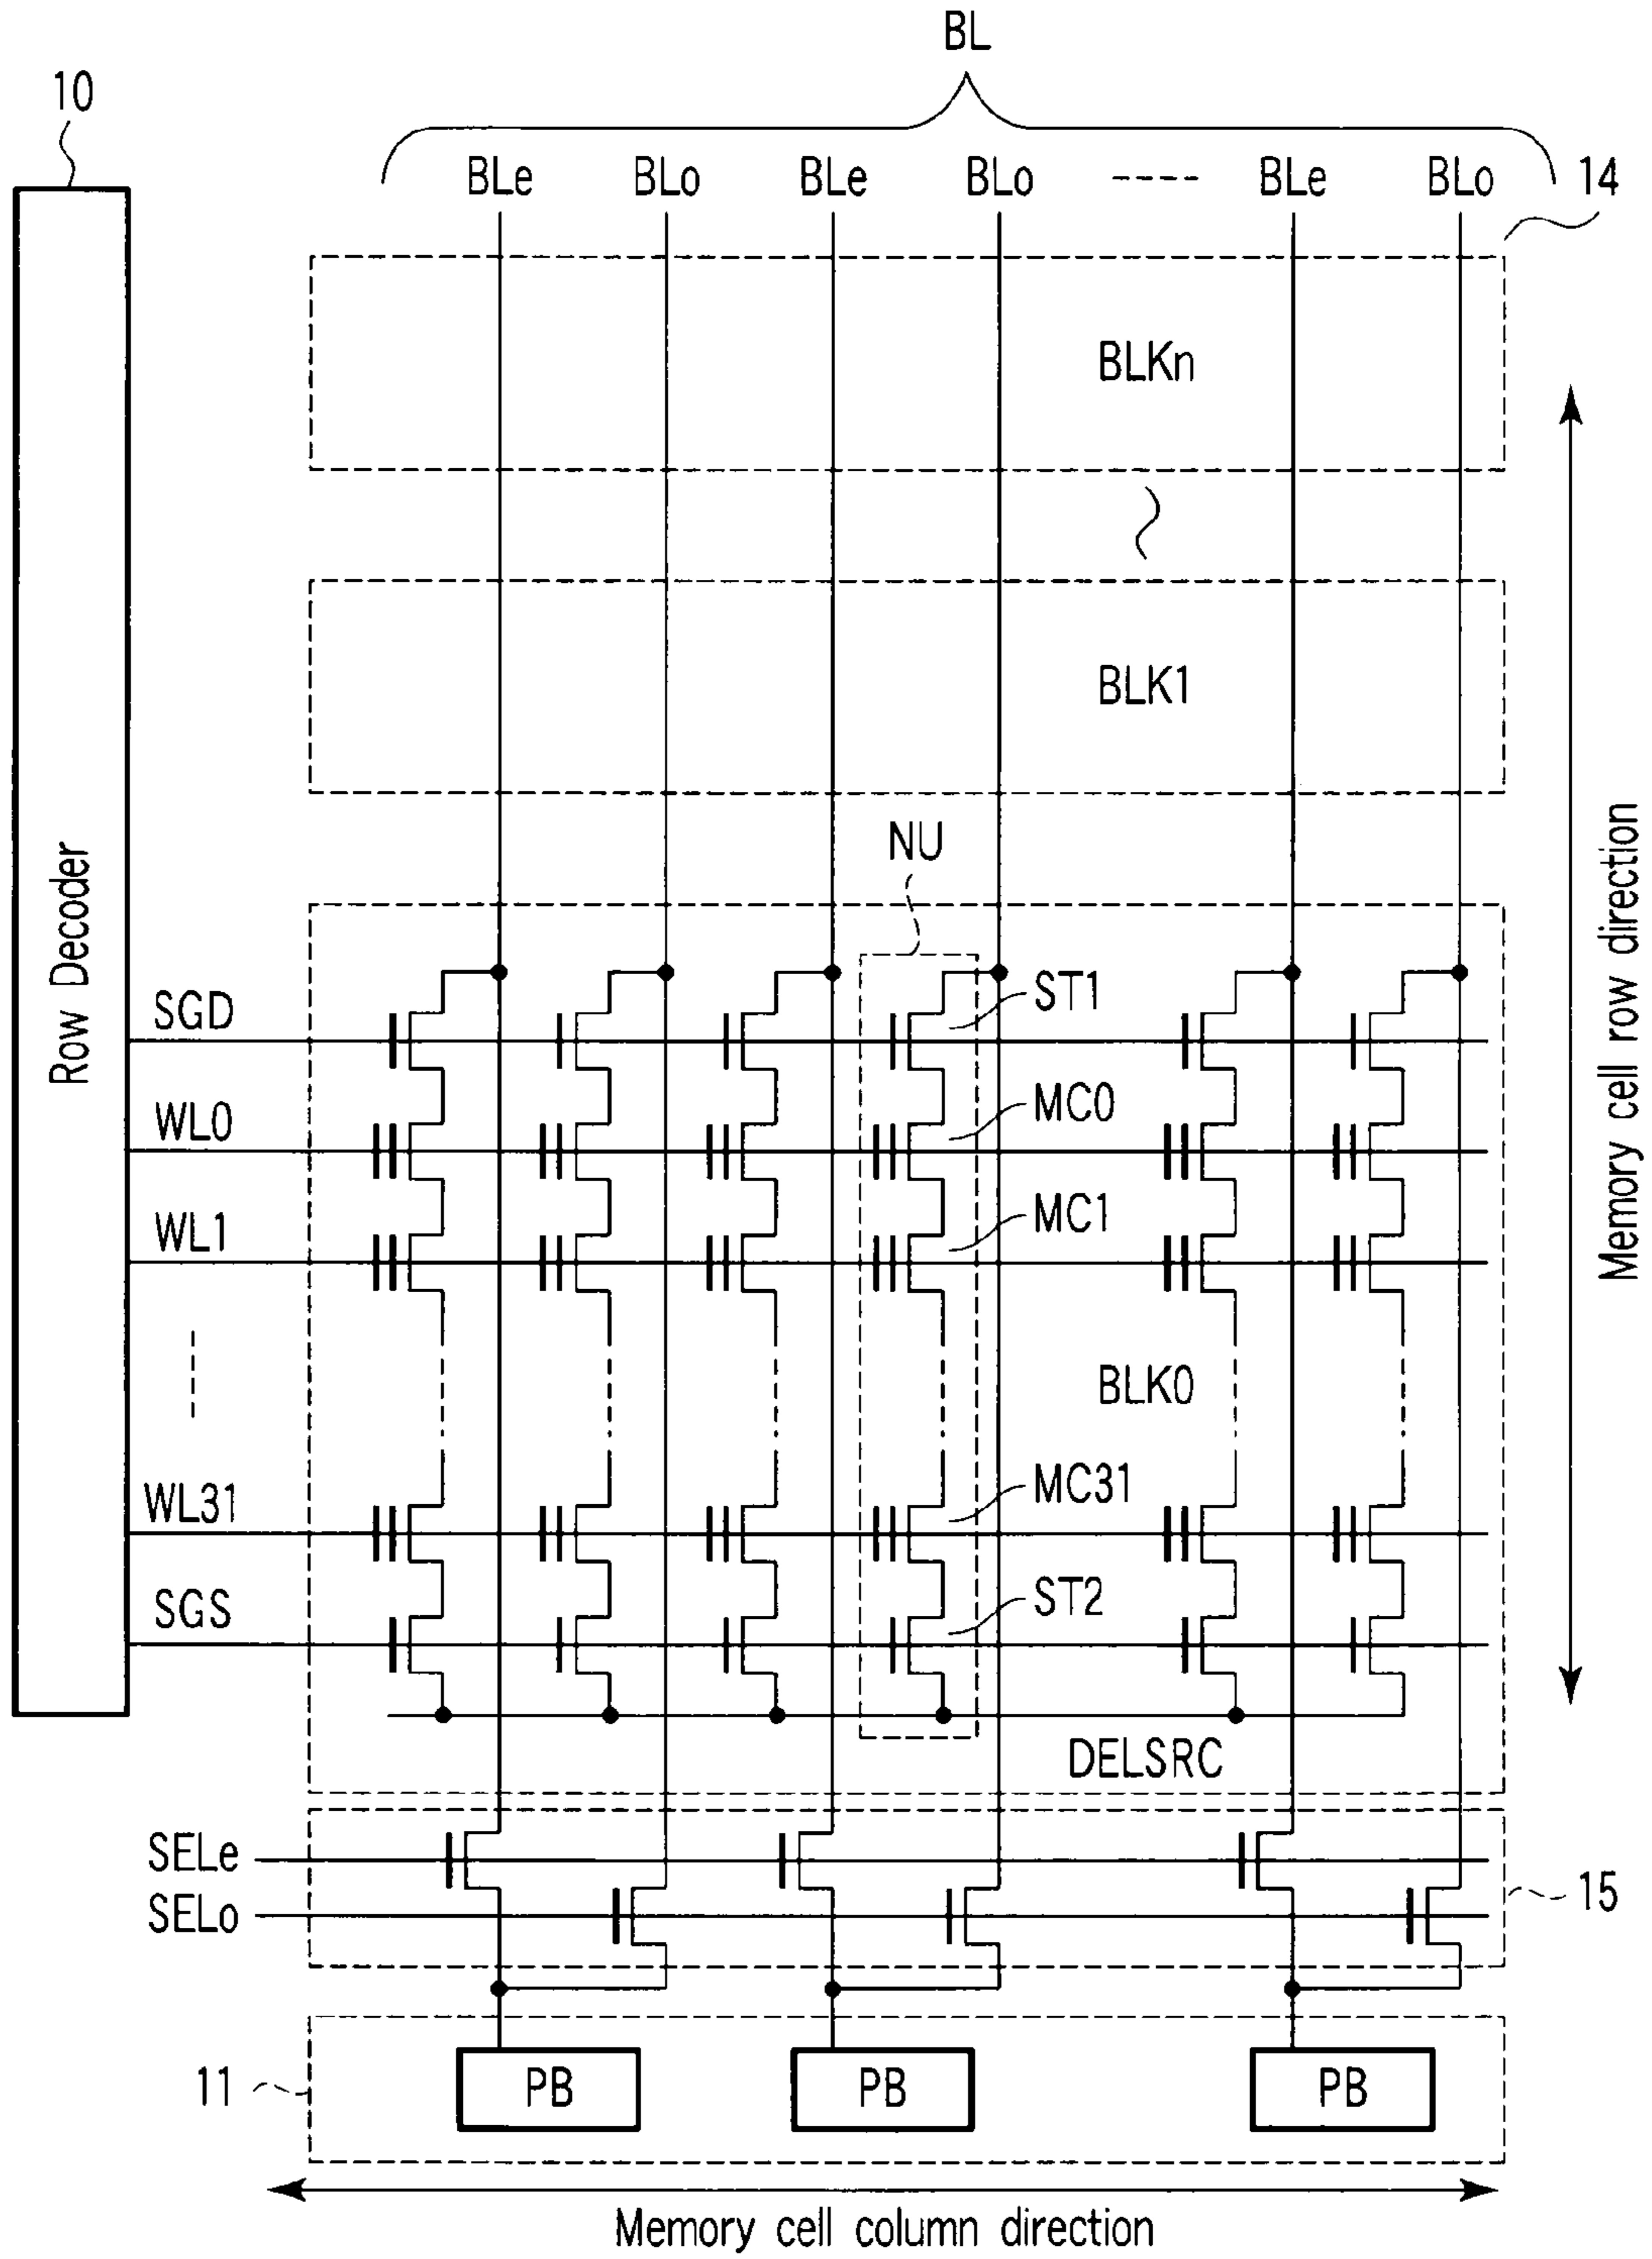 BL
10
BLe BLo BLe BLo ---- BLe BLo
14
BLKn
BLK1
NU
Row Decoder
Memory cell row direction
SGD
ST1
WL0
MC0
WL1
MC1
BLK0
WL31
MC31
SGS
ST2
DELSRC
SELe
SELo
15
11
PB PB PB
Memory cell column direction